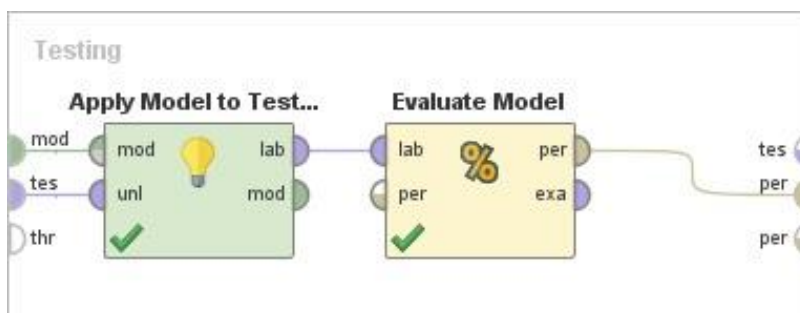 Testing
Apply Model to Test... Evaluate Model
mod mod lab lab per tes
tes unl mod per exa per
thr per